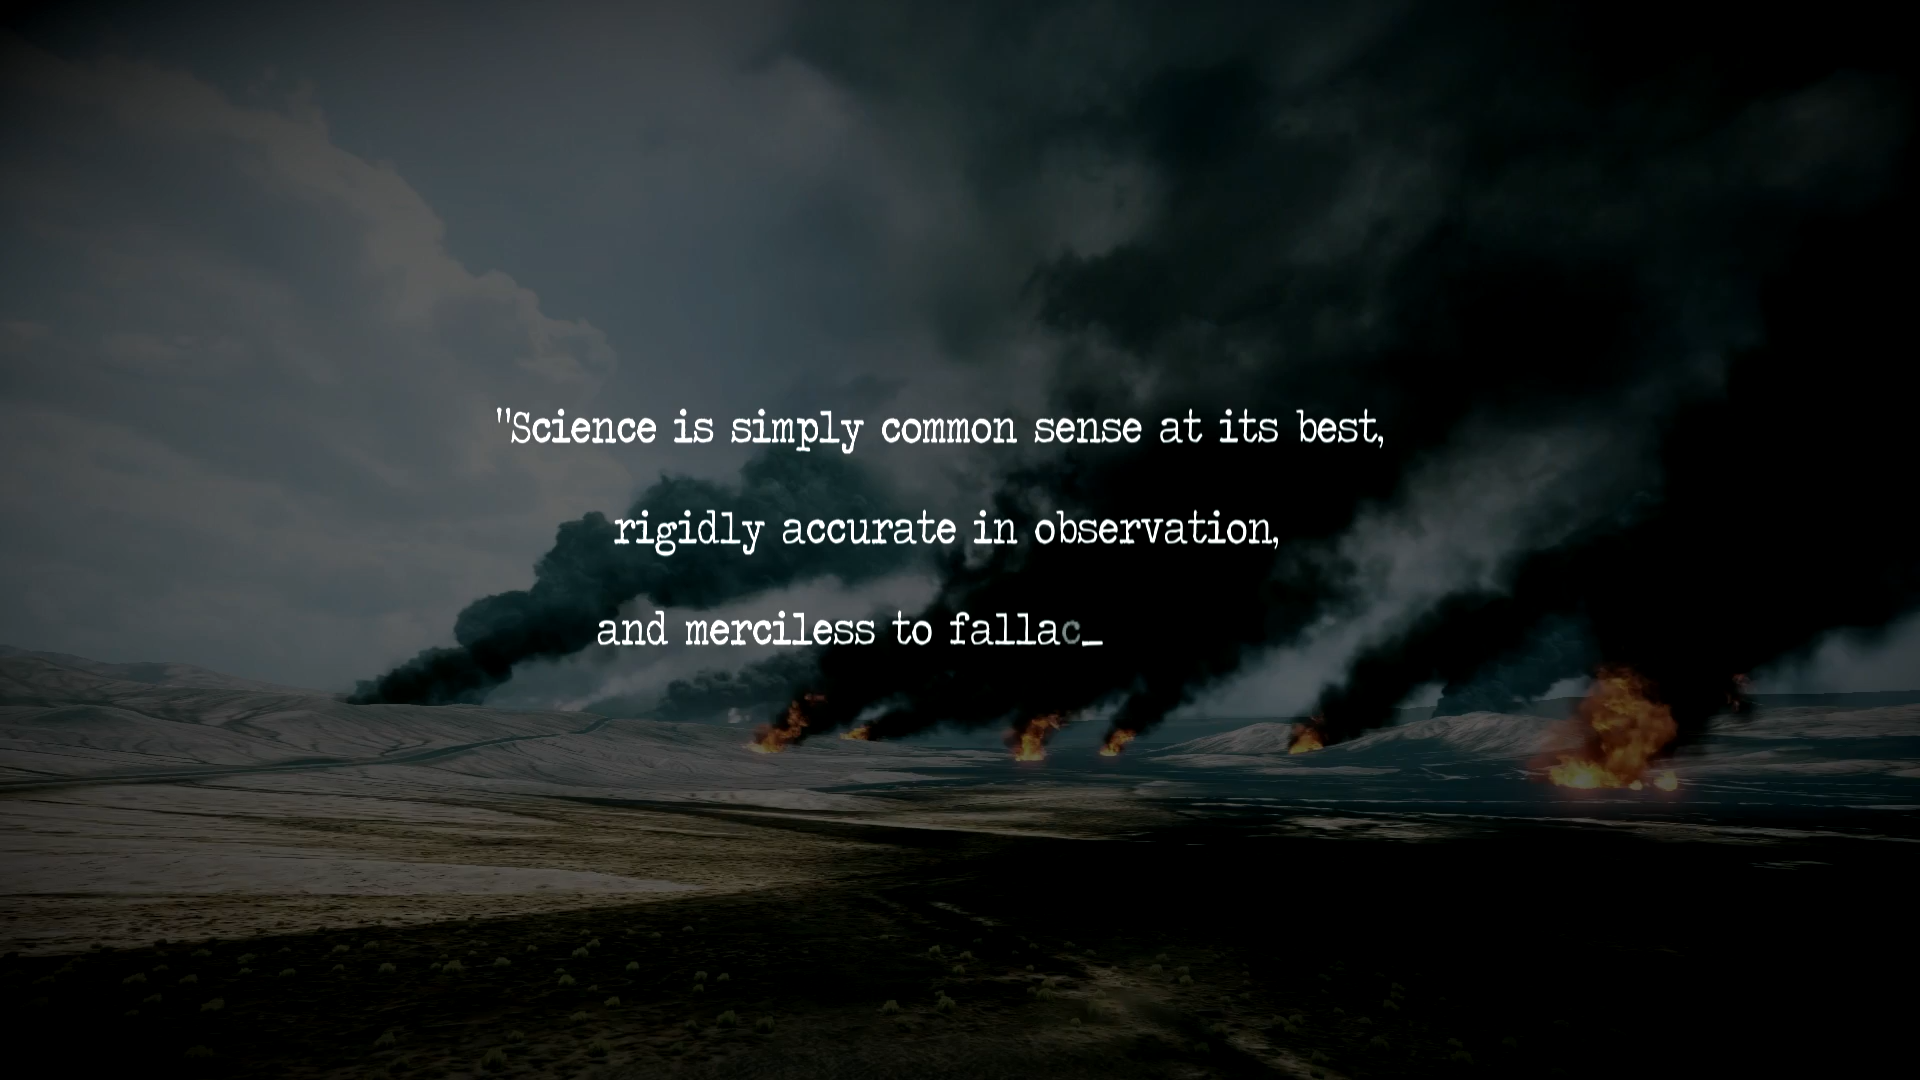 "Science is simply common sense at its best,
rigidly accurate in observation,
and merciless to fallac_